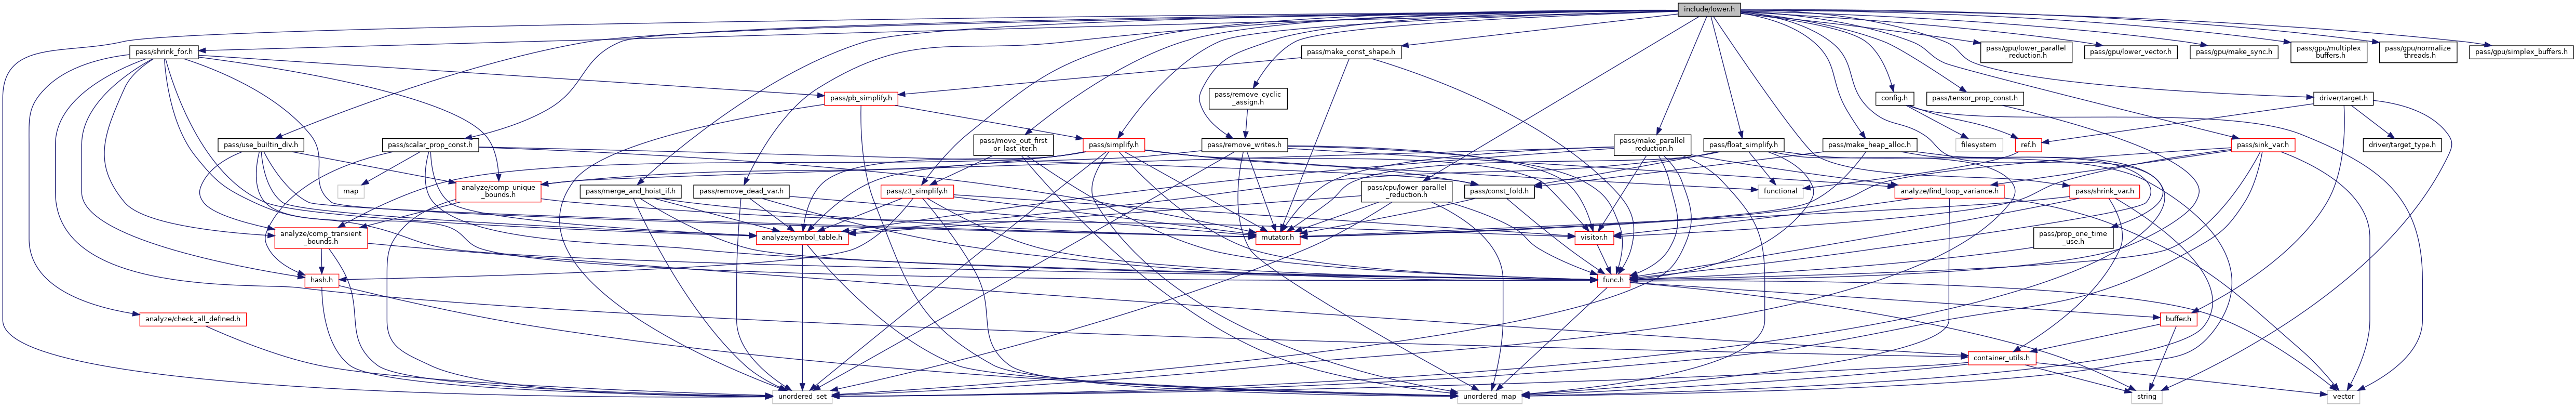 include/lower.h
pass/shrink_for.h
pass/make_const_shape.h
pass/gpu/lower_parallel
_reduction.h
pass/gpu/lower_vector.h
pass/gpu/make_sync.h
pass/gpu/multiplex
_buffers.h
pass/gpu/normalize
_threads.h
pass/gpu/simplex_buffers.h
pass/pb_simplify.h
pass/remove_cyclic
_assign.h
config.h
pass/tensor_prop_const.h
driver/target.h
pass/use_builtin_div.h
pass/scalar_prop_const.h
pass/move_out_first
_or_last_iter.h
pass/simplify.h
pass/remove_writes.h
pass/make_parallel
_reduction.h
pass/float_simplify.h
pass/make_heap_alloc.h
filesystem
ref.h
pass/sink_var.h
driver/target_type.h
map
analyze/comp_unique
_bounds.h
pass/merge_and_hoist_if.h
pass/remove_dead_var.h
pass/z3_simplify.h
pass/cpu/lower_parallel
_reduction.h
pass/const_fold.h
functional
analyze/find_loop_variance.h
pass/shrink_var.h
analyze/comp_transient
_bounds.h
analyze/symbol_table.h
mutator.h
visitor.h
pass/prop_one_time
_use.h
hash.h
func.h
analyze/check_all_defined.h
buffer.h
container_utils.h
unordered_set
unordered_map
string
vector